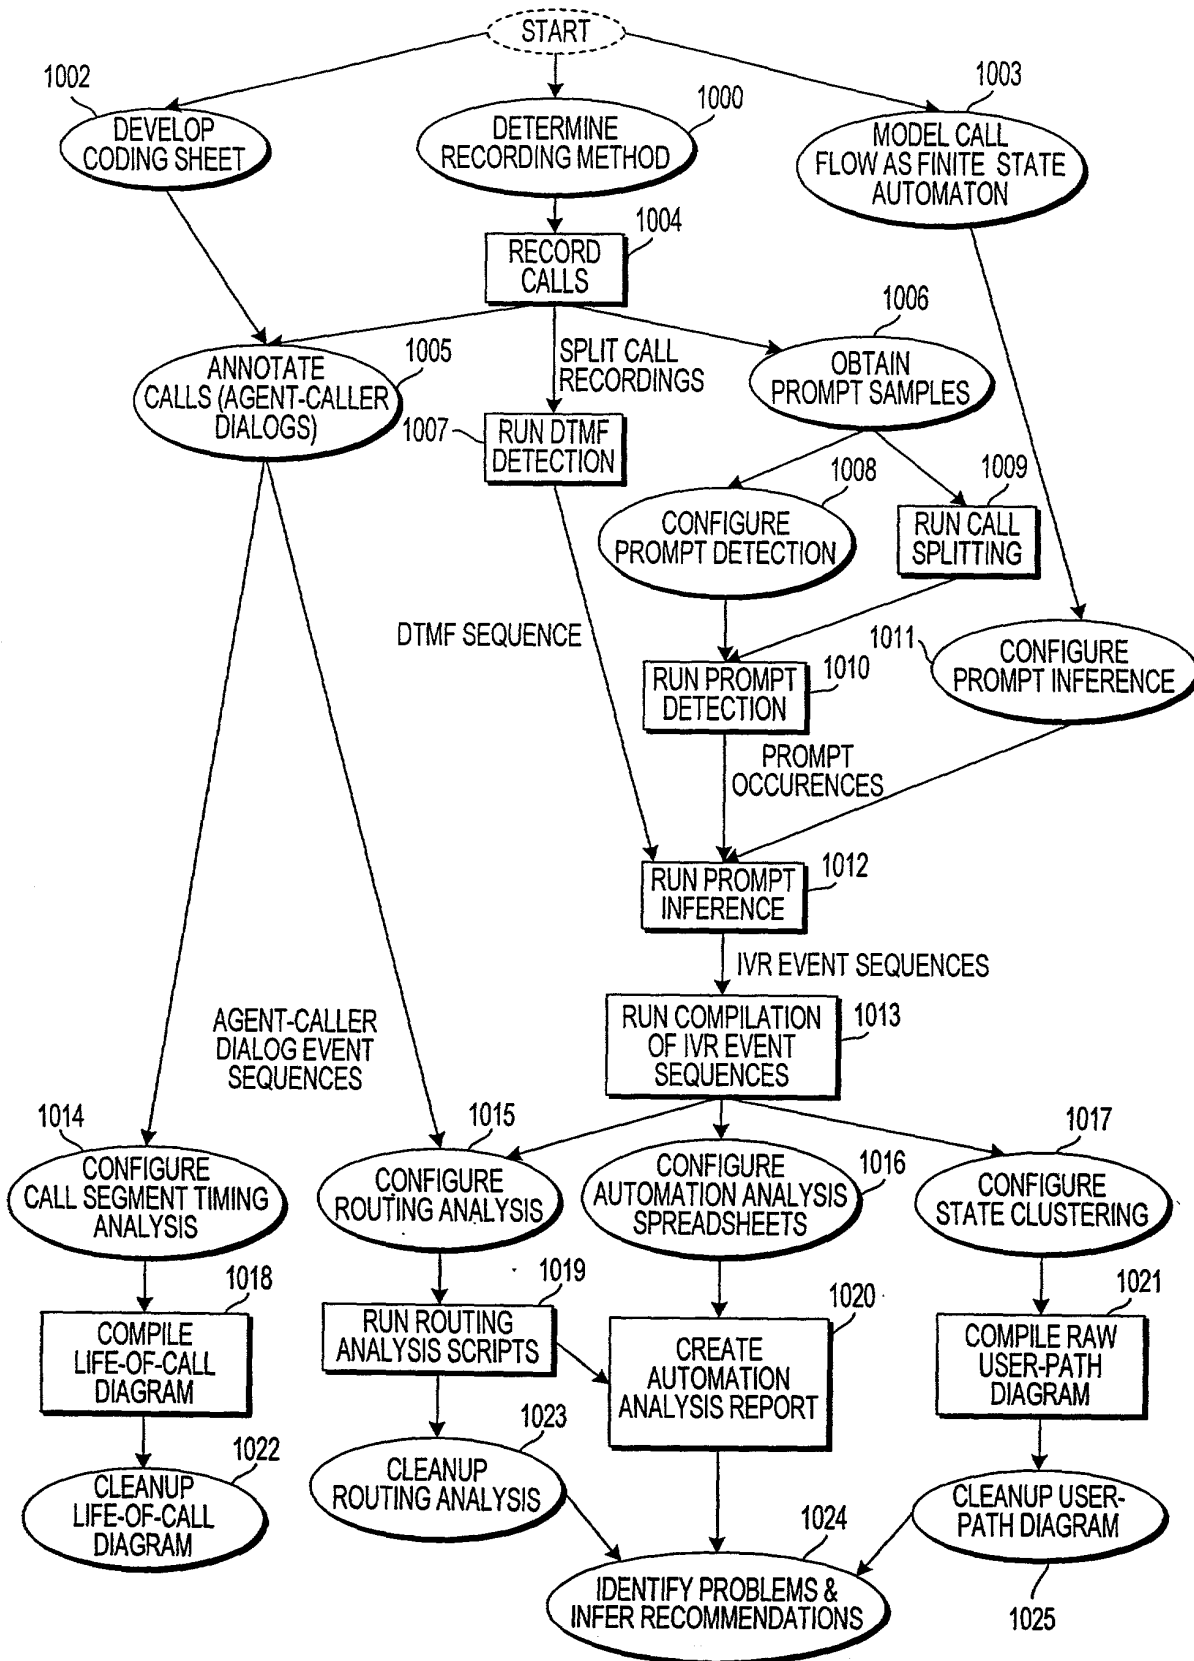 START
1002
1000
1003
DEVELOP
CODING SHEET
DETERMINE
RECORDING METHOD
MODEL CALL
FLOW AS FINITE STATE
AUTOMATON
1004
RECORD
CALLS
1006
ANNOTATE
CALLS (AGENT-CALLER
DIALOGS)
1005
SPLIT CALL
RECORDINGS
OBTAIN
PROMPT SAMPLES
1007
RUN DTMF
DETECTION
1008
1009
CONFIGURE
PROMPT DETECTION
RUN CALL
SPLITTING
DTMF SEQUENCE
1011
CONFIGURE
PROMPT INFERENCE
RUN PROMPT
DETECTION
1010
PROMPT
OCCURENCES
RUN PROMPT
INFERENCE
1012
IVR EVENT SEQUENCES
RUN COMPILATION
OF IVR EVENT
SEQUENCES
1013
AGENT-CALLER
DIALOG EVENT
SEQUENCES
1014
1015
1017
CONFIGURE
CALL SEGMENT TIMING
ANALYSIS
CONFIGURE
ROUTING ANALYSIS
CONFIGURE
AUTOMATION ANALYSIS
SPREADSHEETS
1016
CONFIGURE
STATE CLUSTERING
1018
1019
1020
1021
COMPILE
LIFE-OF-CALL
DIAGRAM
RUN ROUTING
ANALYSIS SCRIPTS
CREATE
AUTOMATION
ANALYSIS REPORT
COMPILE RAW
USER-PATH
DIAGRAM
1022
1023
CLEANUP
LIFE-OF-CALL
DIAGRAM
CLEANUP
ROUTING ANALYSIS
CLEANUP USER-
PATH DIAGRAM
1024
IDENTIFY PROBLEMS &
INFER RECOMMENDATIONS
1025